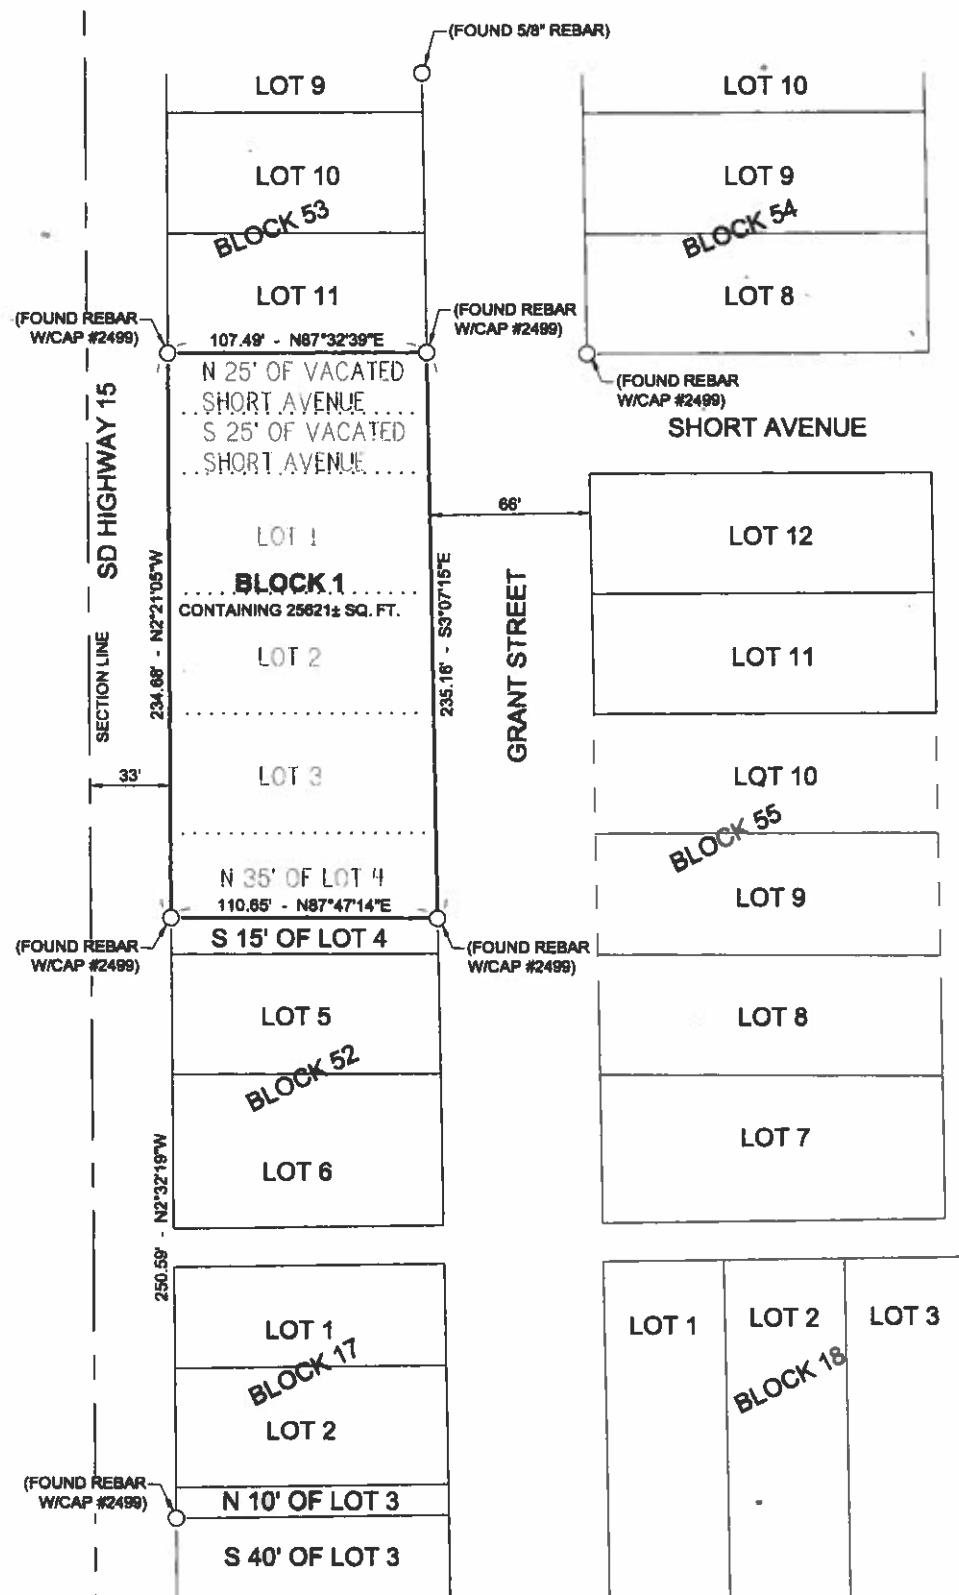 (FOUND 5/8" REBAR)
LOT 9
LOT 10
BLOCK 53
LOT 11
LOT 10
LOT 9
BLOCK 54
LOT 8
(FOUND REBAR
W/CAP #2499)
(FOUND REBAR
W/CAP #2499)
107.49' - N87°32'39"E
(FOUND REBAR
W/CAP #2499)
SHORT AVENUE
N 25' OF VACATED
SHORT AVENUE
S 25' OF VACATED
SHORT AVENUE
SD HIGHWAY 15
66'
LOT 1
BLOCK 1
CONTAINING 25621± SQ. FT.
LOT 2
LOT 3
N 35' OF LOT 4
110.65' - N87°47'14"E
234.68' - N2°21'05"W
235.16' - S3°07'15"E
SECTION LINE
33'
GRANT STREET
LOT 12
LOT 11
LOT 10
BLOCK 55
LOT 9
LOT 8
LOT 7
(FOUND REBAR
W/CAP #2499)
(FOUND REBAR
W/CAP #2499)
S 15' OF LOT 4
LOT 5
BLOCK 52
LOT 6
250.59' - N2°32'19"W
LOT 1
BLOCK 17
LOT 2
N 10' OF LOT 3
S 40' OF LOT 3
(FOUND REBAR
W/CAP #2499)
LOT 1
LOT 2
LOT 3
BLOCK 18